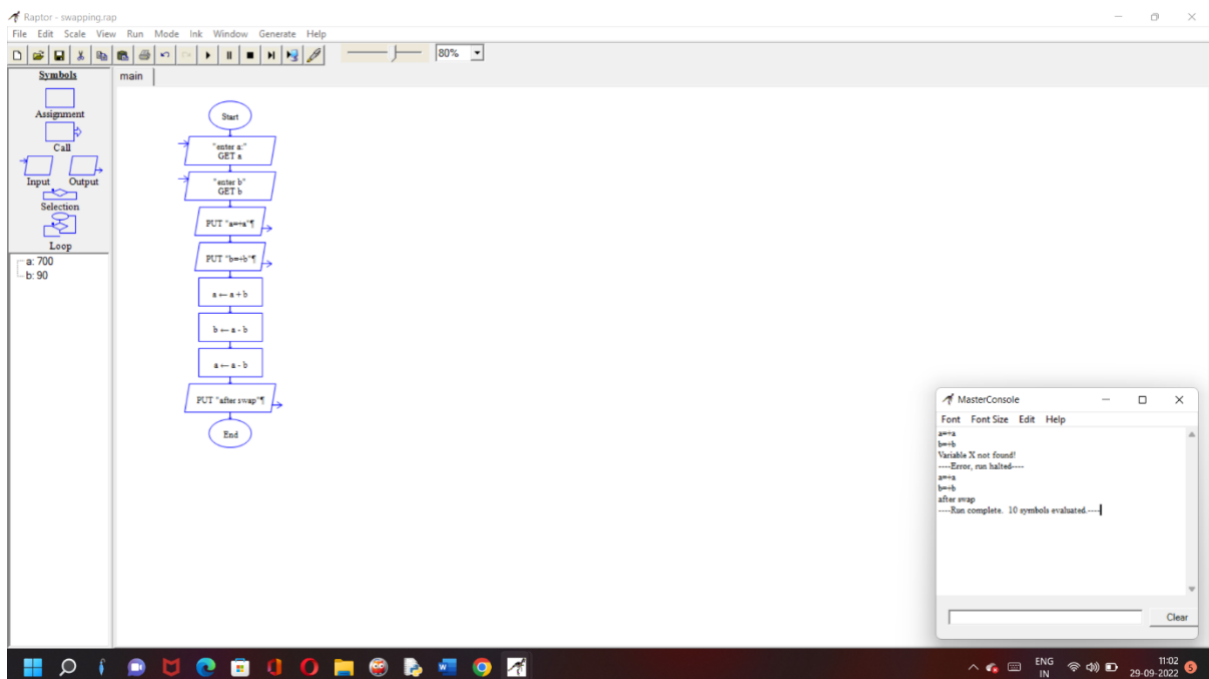 Raptor - swapping.rap
File Edit Scale View Run Mode Ink Window Generate Help
80%
Symbols
main
Assignment
Call
Input Output
Selection
Loop
a: 700
b: 90
Start
"enter a:"
GET a
"enter b"
GET b
PUT "a=+a"¶
PUT "b=+b"¶
a ← a + b
b ← a - b
a ← a - b
PUT "after swap"¶
End
MasterConsole
Font Font Size Edit Help
a=+a
b=+b
Variable X not found!
----Error, run halted----
a=+a
b=+b
after swap
----Run complete. 10 symbols evaluated.----
Clear
ENG
IN
11:02
29-09-2022
5